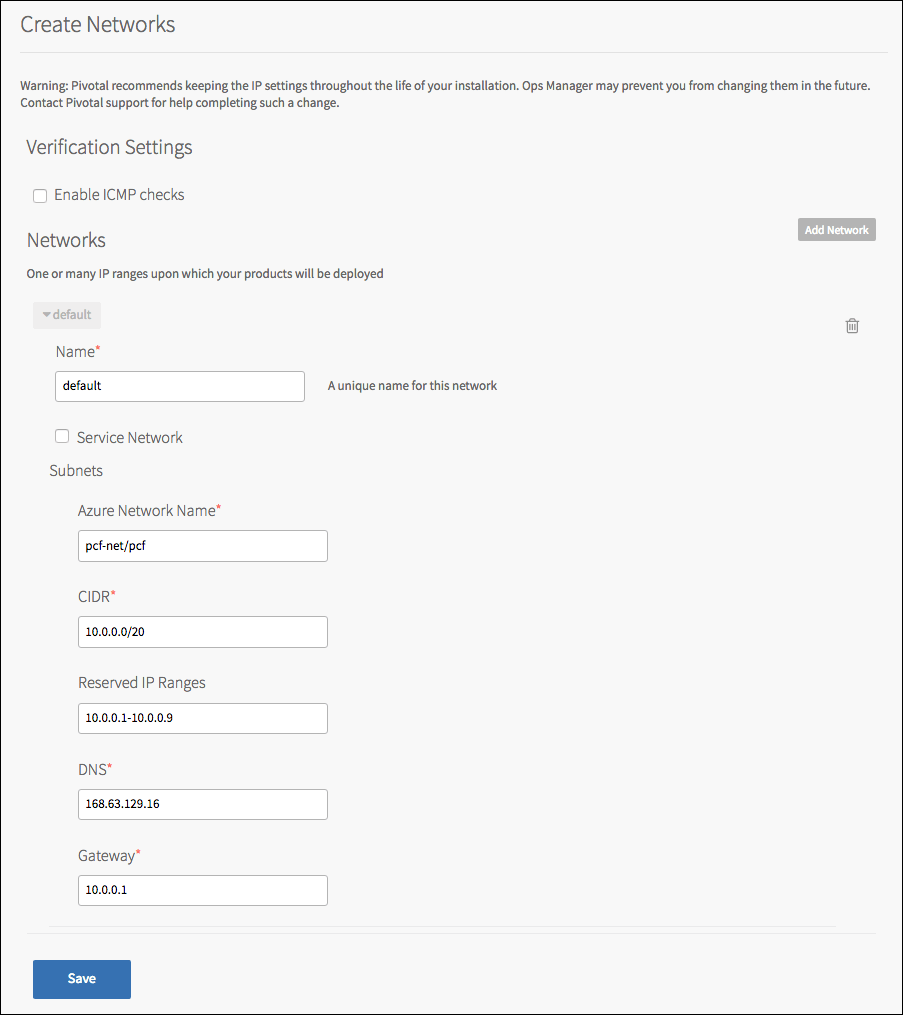 Create Networks
Warning: Pivotal recommends keeping the IP settings throughout the life of your installation. Ops Manager may prevent you from changing them in the future.
Contact Pivotal support for help completing such a change.
Verification Settings
Enable ICMP checks
Networks
Add Network
One or many IP ranges upon which your products will be deployed
default
Name*
default
A unique name for this network
Service Network
Subnets
Azure Network Name*
pcf-net/pcf
CIDR*
10.0.0.0/20
Reserved IP Ranges
10.0.0.1-10.0.0.9
DNS*
168.63.129.16
Gateway*
10.0.0.1
Save